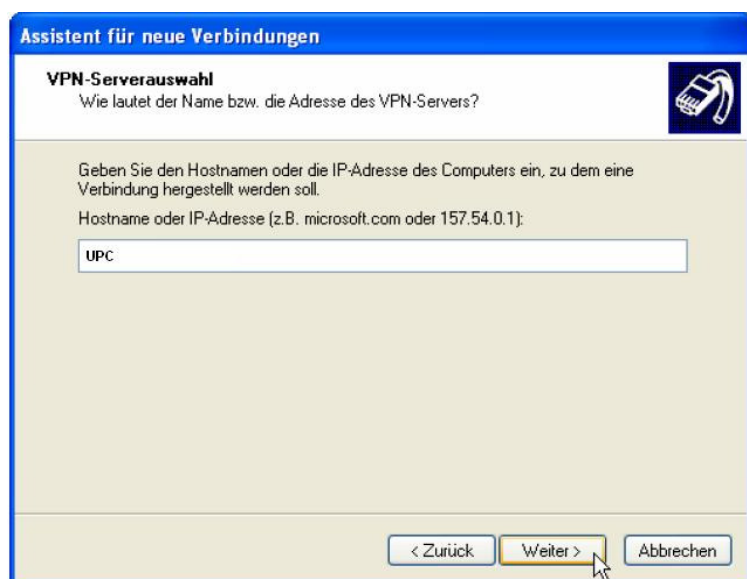 Assistent für neue Verbindungen
VPN-Serverauswahl
Wie lautet der Name bzw. die Adresse des VPN-Servers?
Geben Sie den Hostnamen oder die IP-Adresse des Computers ein, zu dem eine
Verbindung hergestellt werden soll.
Hostname oder IP-Adresse (z.B. microsoft.com oder 157.54.0.1):
UPC
< Zurück Weiter > Abbrechen